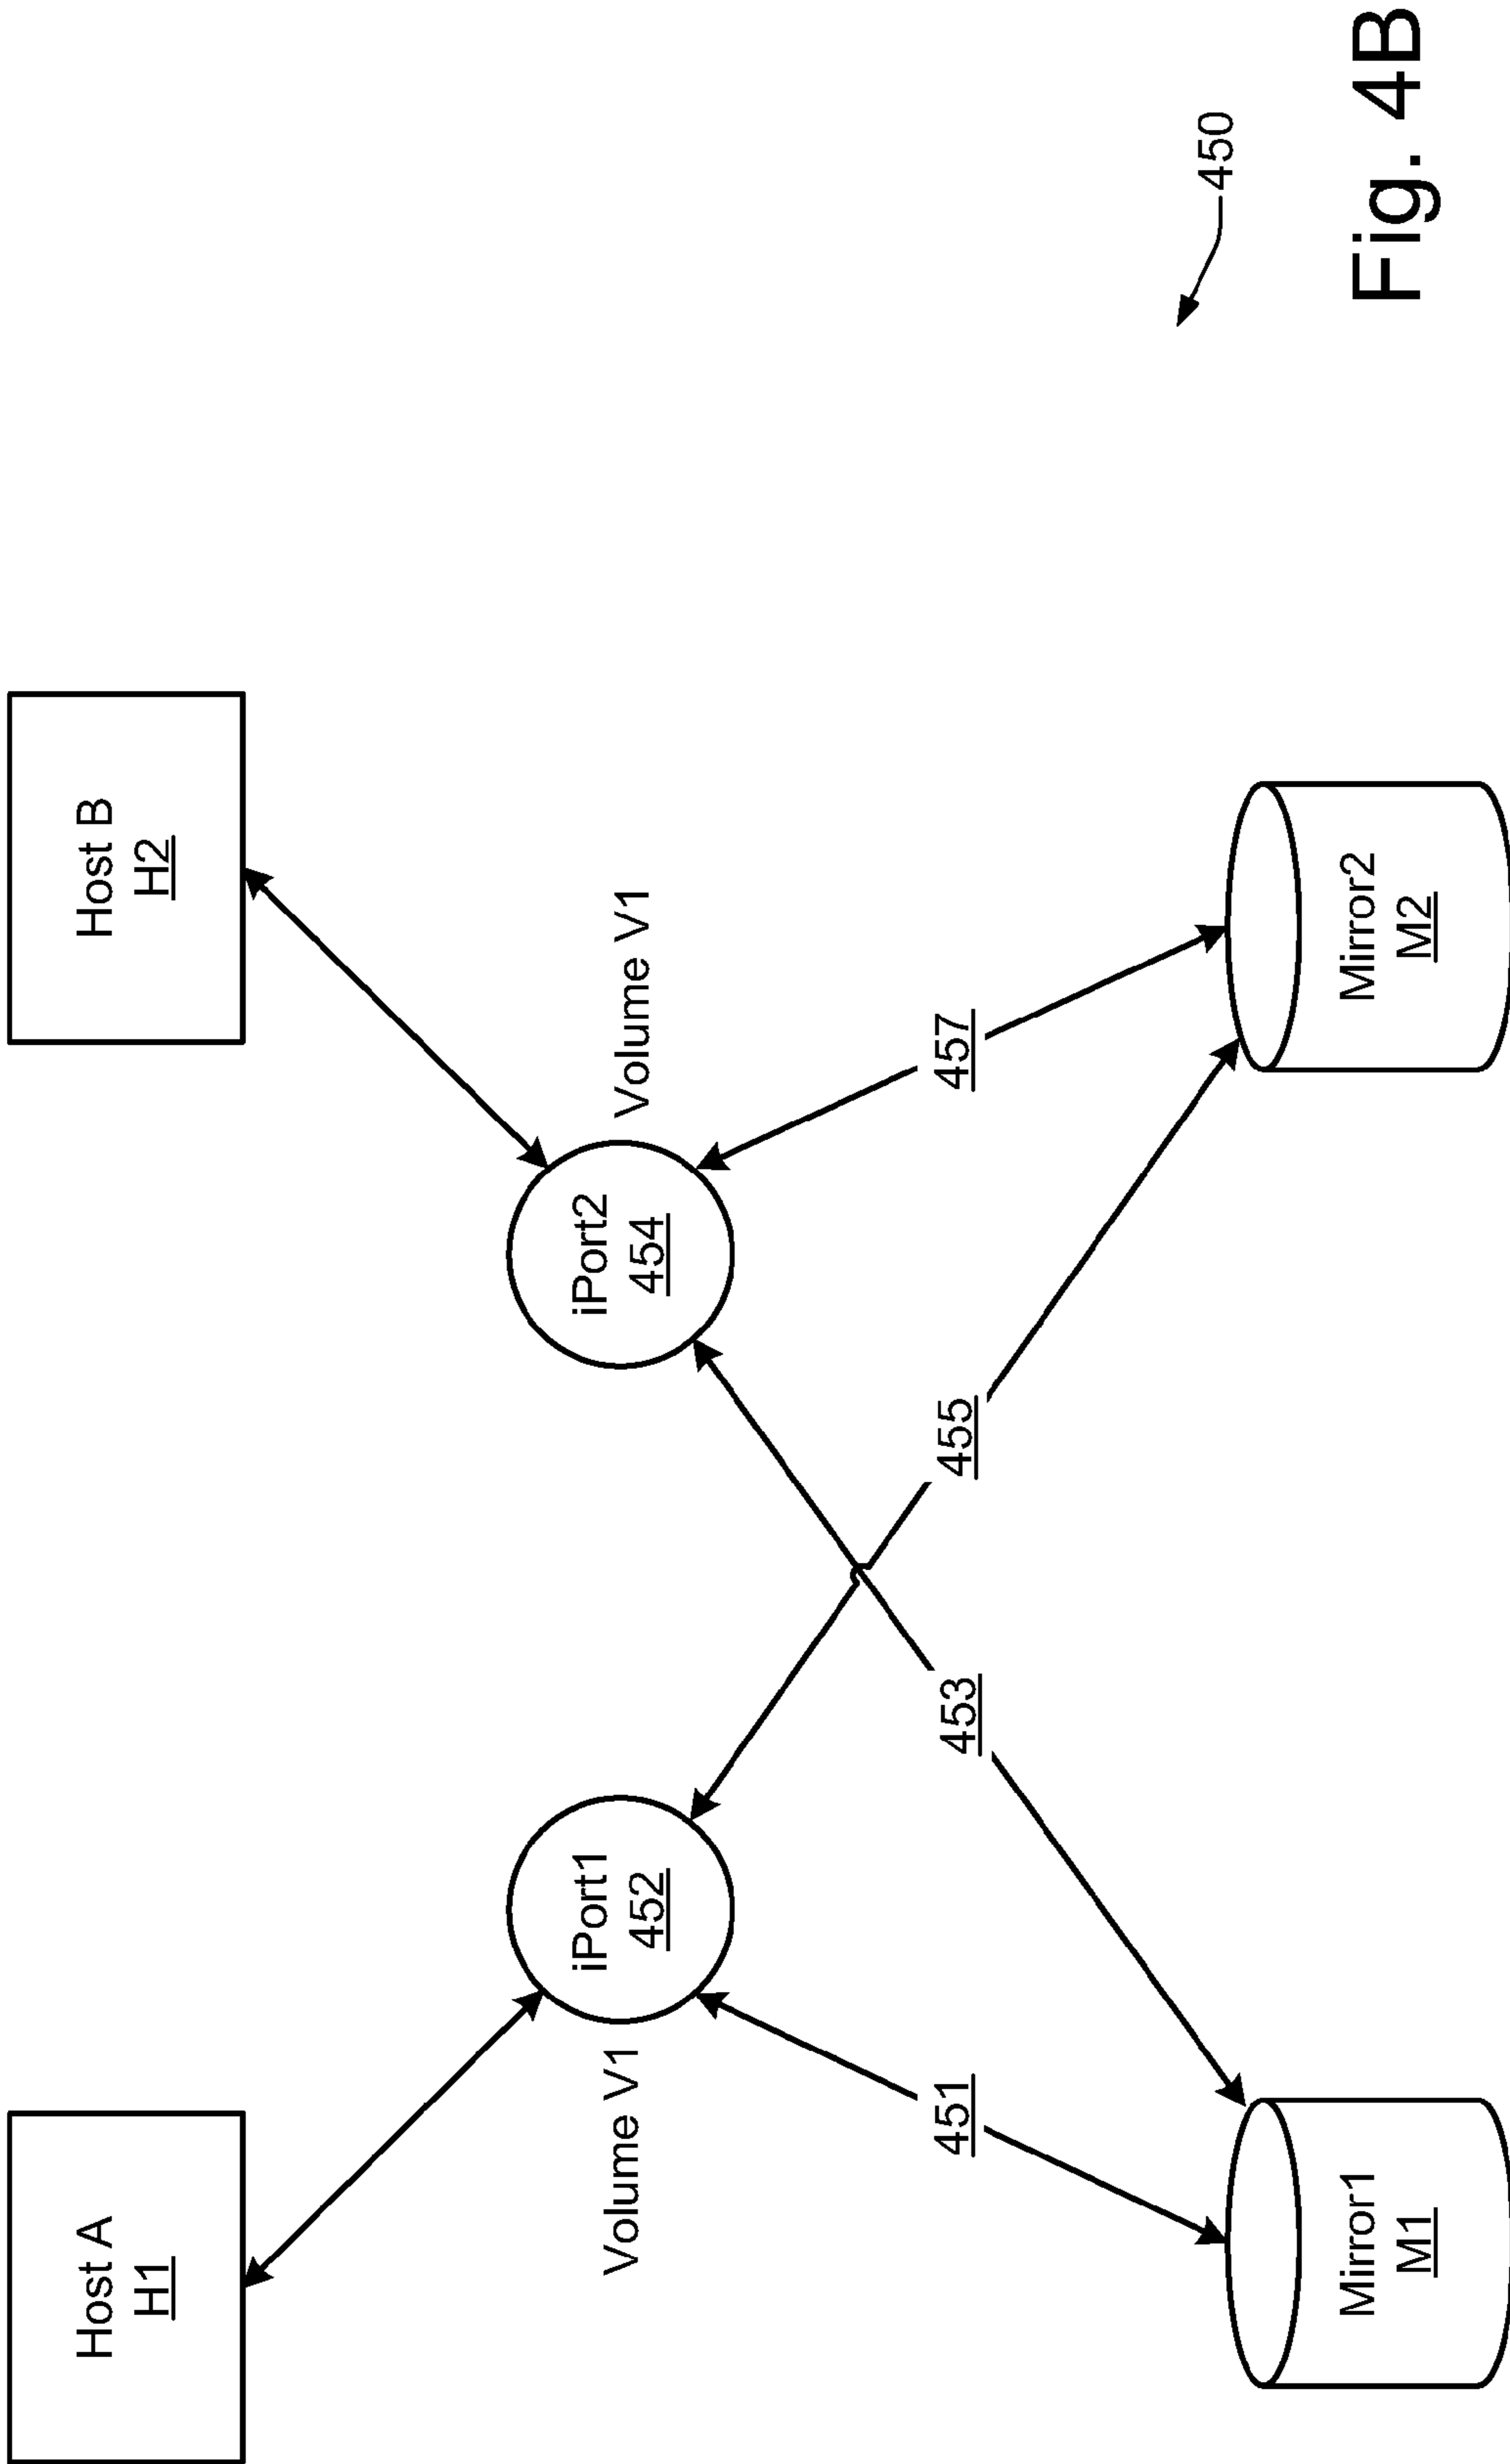 Host A
H1
Host B
H2
iPort1
452
iPort2
454
Volume V1
Volume V1
451
453
455
457
Mirror1
M1
Mirror2
M2
450
Fig. 4B